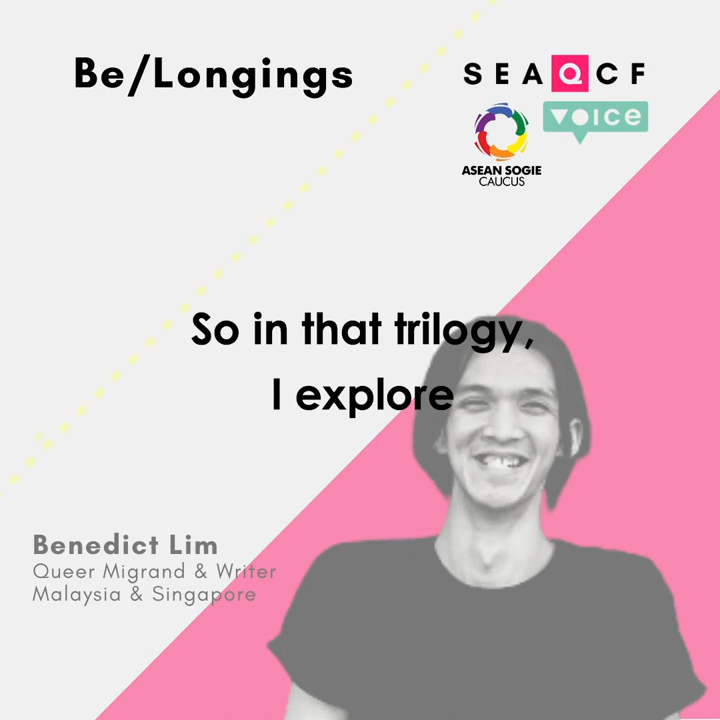 Be/Longings
SEAQCF
voice
ASEAN SOGIE
CAUCUS
So in that trilogy,
I explore
Benedict Lim
Queer Migrand & Writer
Malaysia & Singapore